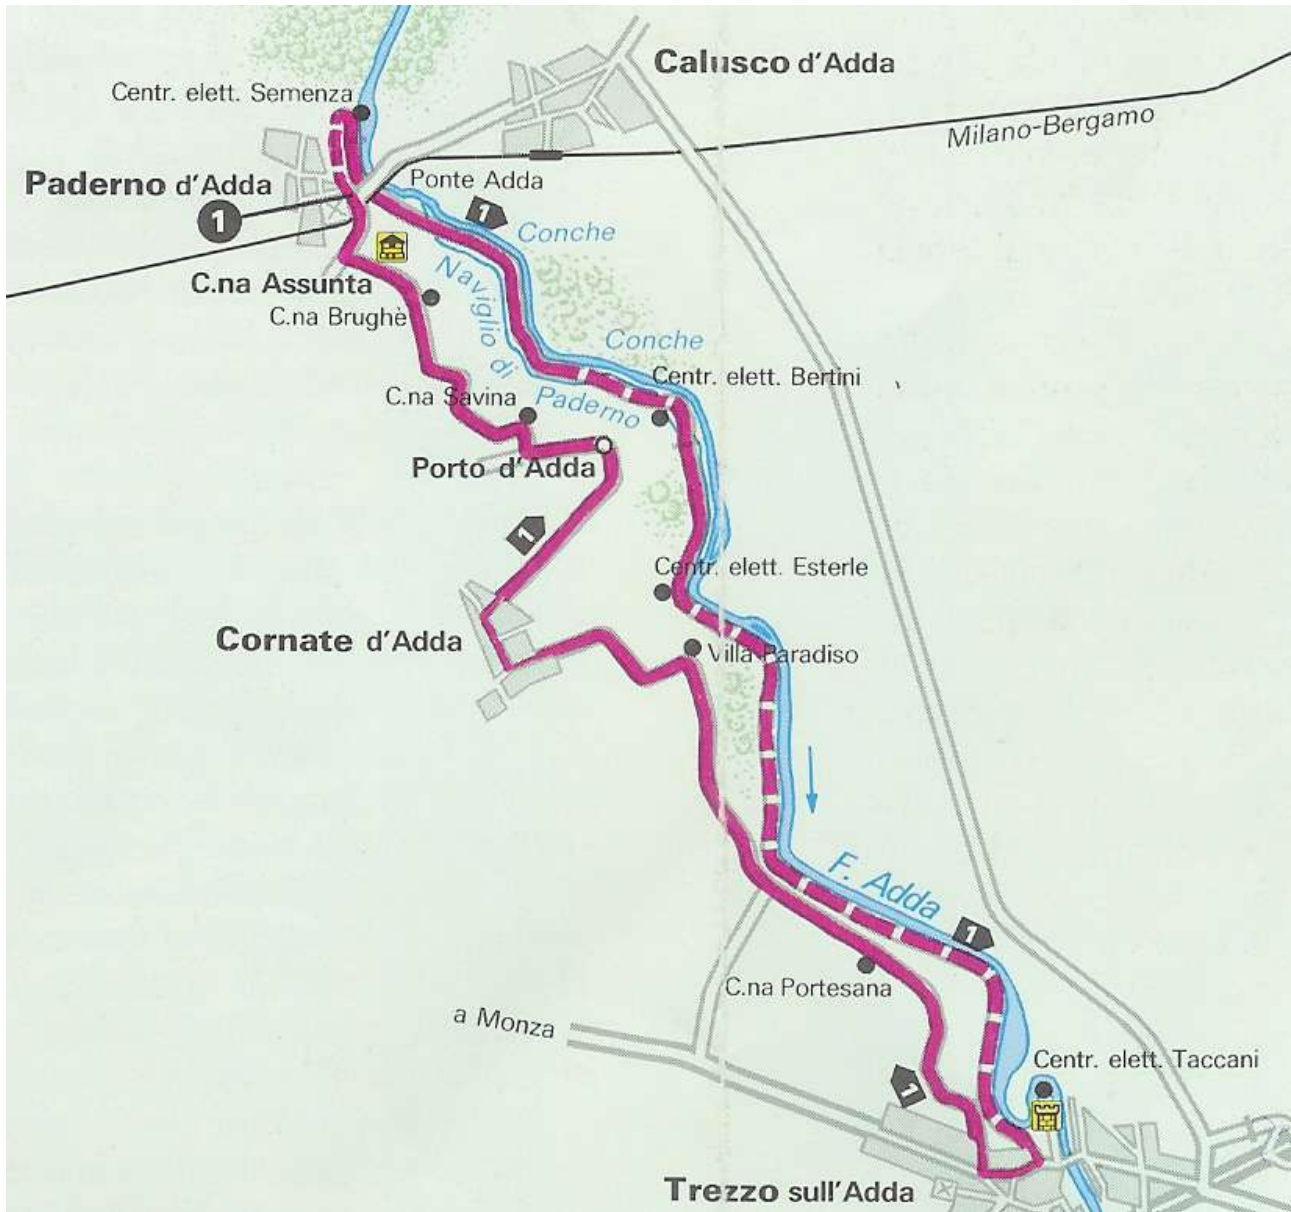 Calusco d'Adda
Centr. elett. Semenza
Milano-Bergamo
Paderno d'Adda
Ponte Adda
1
1
Conche
C.na Assunta
Naviglio di Paderno
C.na Brughè
Conche
Centr. elett. Bertini
C.na Savina
Porto d'Adda
1
Centr. elett. Esterle
Cornate d'Adda
Villa Paradiso
F. Adda
1
C.na Portesana
a Monza
Centr. elett. Taccani
1
Trezzo sull'Adda